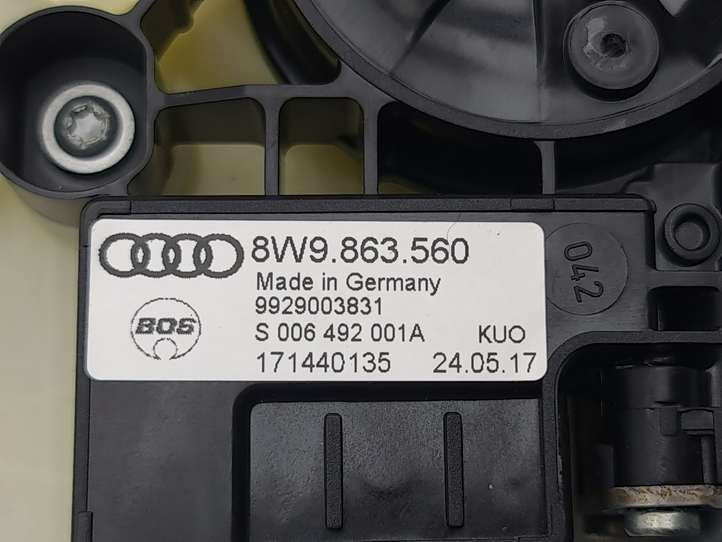 8W9.863.560
Made in Germany
9929003831
BOS
S 006 492 001A KUO
171440135 24.05.17
042